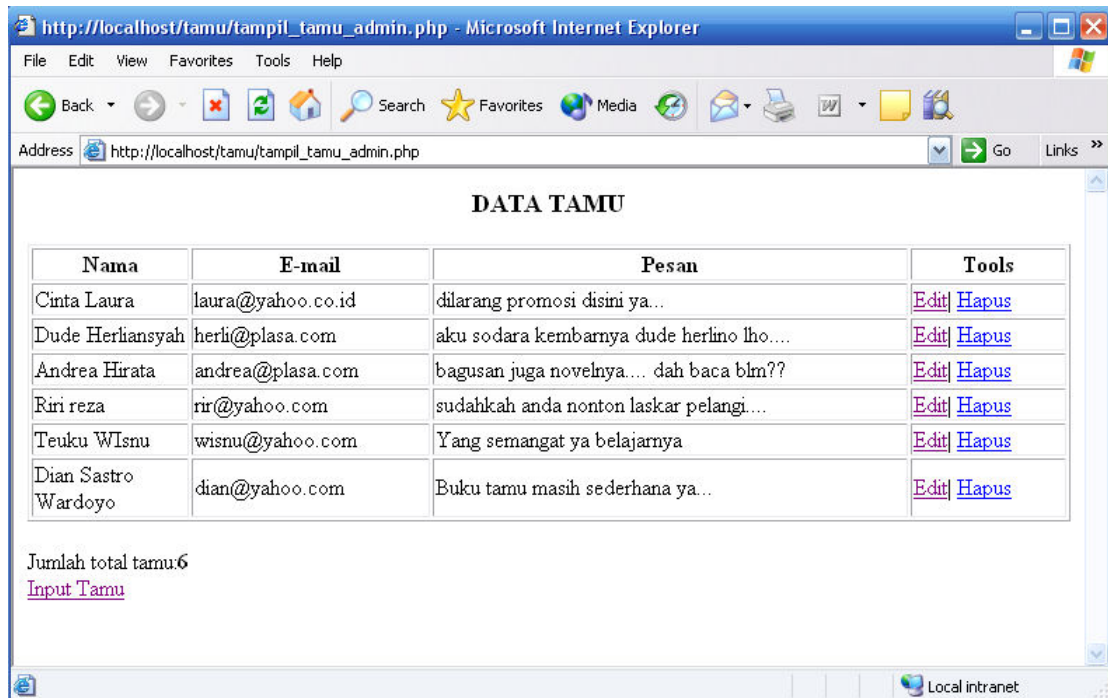 http://localhost/tamu/tampil_tamu_admin.php - Microsoft Internet Explorer
File Edit View Favorites Tools Help
Back Search Favorites Media
Address http://localhost/tamu/tampil_tamu_admin.php Go Links »
DATA TAMU
Nama E-mail Pesan Tools
Cinta Laura laura@yahoo.co.id dilarang promosi disini ya... Edit| Hapus
Dude Herliansyah herli@plasa.com aku sodara kembarnya dude herlino lho.... Edit| Hapus
Andrea Hirata andrea@plasa.com bagusan juga novelnya.... dah baca blm?? Edit| Hapus
Riri reza rir@yahoo.com sudahkah anda nonton laskar pelangi.... Edit| Hapus
Teuku WIsnu wisnu@yahoo.com Yang semangat ya belajarnya Edit| Hapus
Dian Sastro
Wardoyo dian@yahoo.com Buku tamu masih sederhana ya... Edit| Hapus
Jumlah total tamu:6
Input Tamu
Local intranet